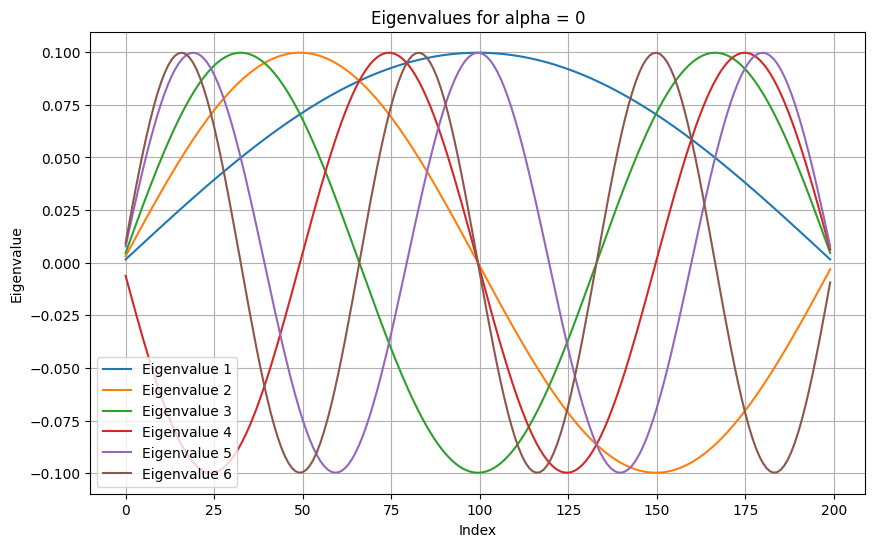 Eigenvalues for alpha = 0
Eigenvalue
0.100
0.075
0.050
0.025
0.000
−0.025
−0.050
−0.075
−0.100
Eigenvalue 1
Eigenvalue 2
Eigenvalue 3
Eigenvalue 4
Eigenvalue 5
Eigenvalue 6
0 25 50 75 100 125 150 175 200
Index